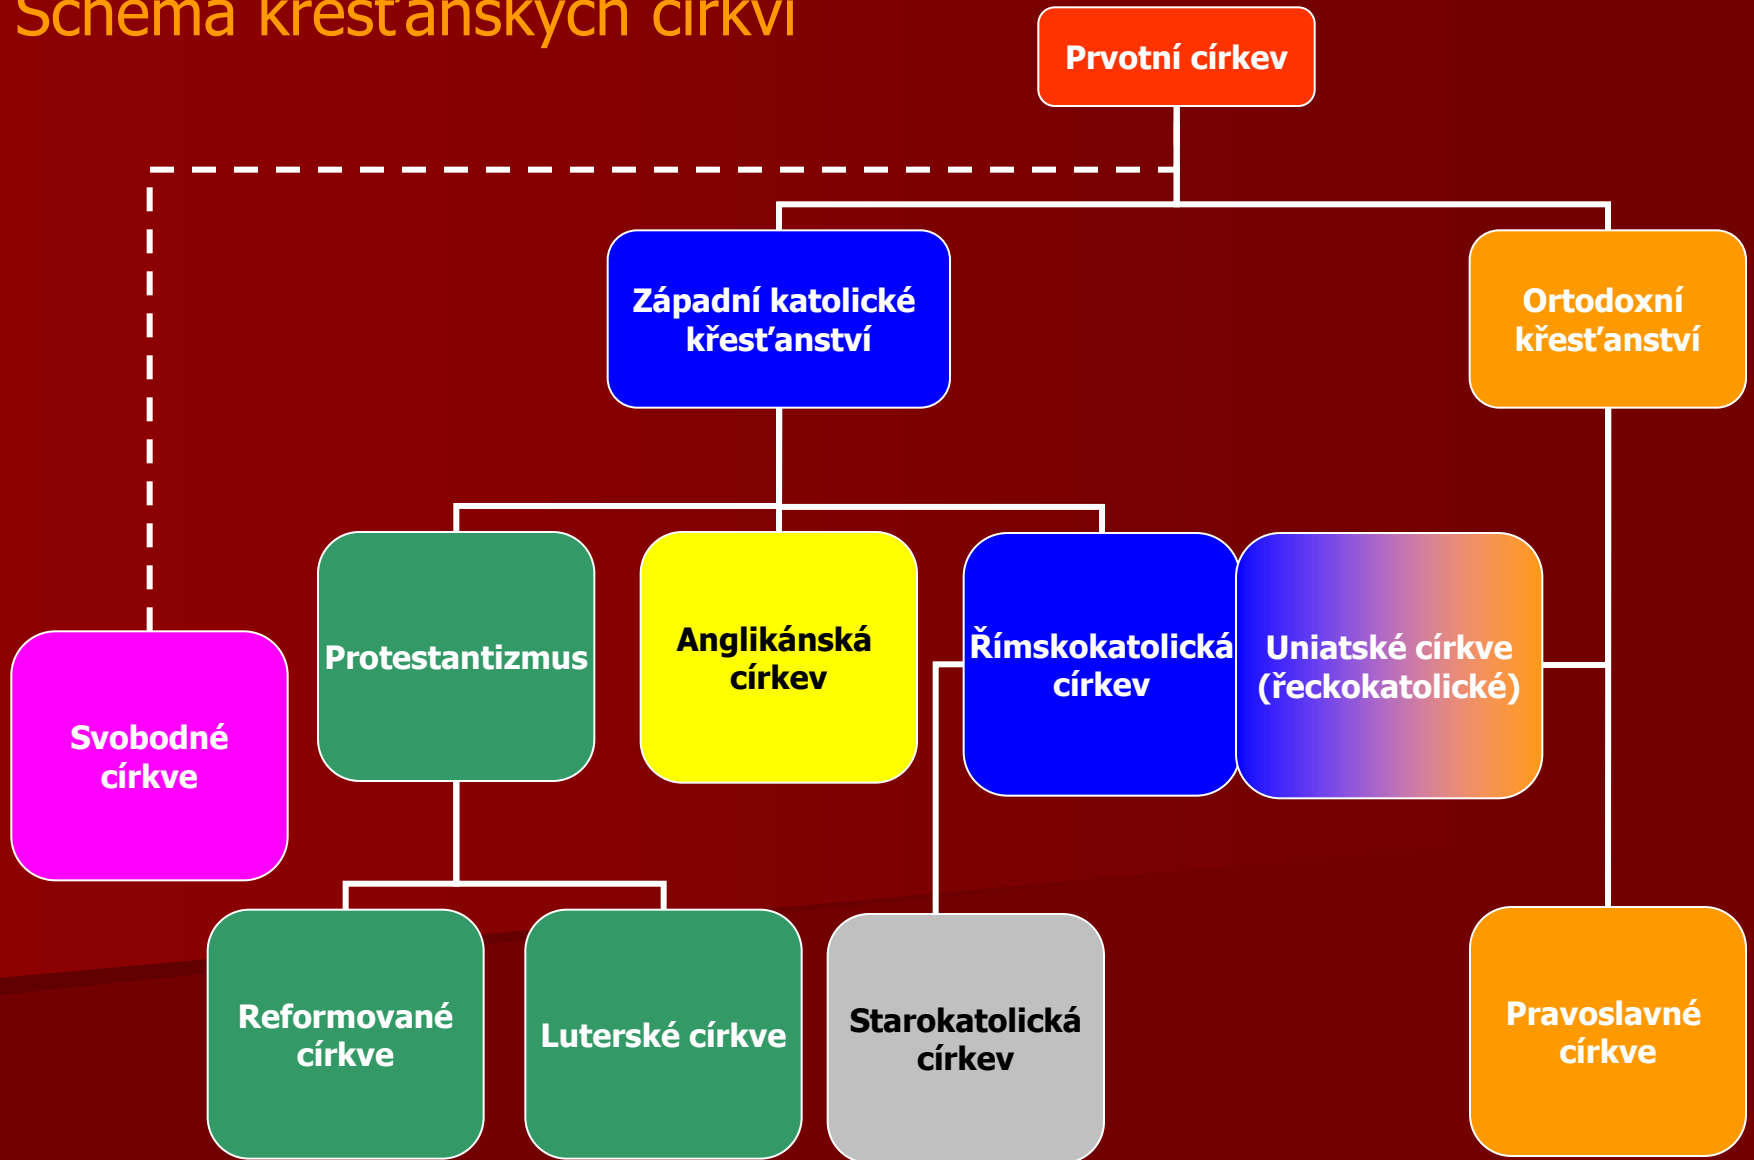 Schéma křesťanských církví
Prvotní církev
Západní katolické
křesťanství
Ortodoxní
křesťanství
Protestantizmus
Anglikánská
církev
Římskokatolická
církev
Uniatské církve
(řeckokatolické)
Svobodné
církve
Reformované
církve
Luterské církve
Starokatolická
církev
Pravoslavné
církve